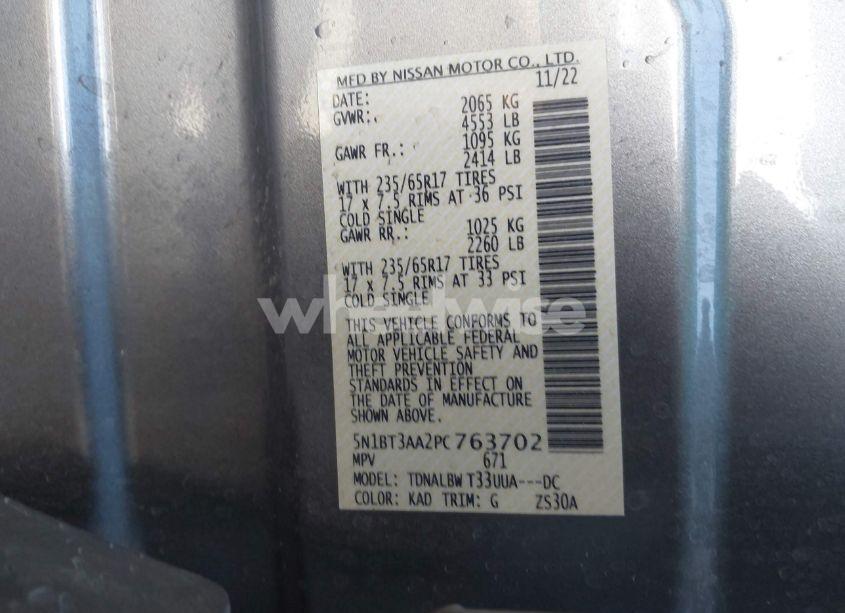 MFD BY NISSAN MOTOR CO., LTD.
DATE: 11/22
GVWR: 2065 KG
4553 LB
GAWR FR.: 1095 KG
2414 LB
WITH 235/65R17 TIRES
17 x 7.5 RIMS AT 36 PSI
COLD SINGLE
GAWR RR.: 1025 KG
2260 LB
WITH 235/65R17 TIRES
17 x 7.5 RIMS AT 33 PSI
COLD SINGLE
wheelwise
THIS VEHICLE CONFORMS TO
ALL APPLICABLE FEDERAL
MOTOR VEHICLE SAFETY AND
THEFT PREVENTION
STANDARDS IN EFFECT ON
THE DATE OF MANUFACTURE
SHOWN ABOVE.
5N1BT3AA2PC763702
MPV 671
MODEL: TDNALBW T33UUA---DC
COLOR: KAD TRIM: G ZS30A